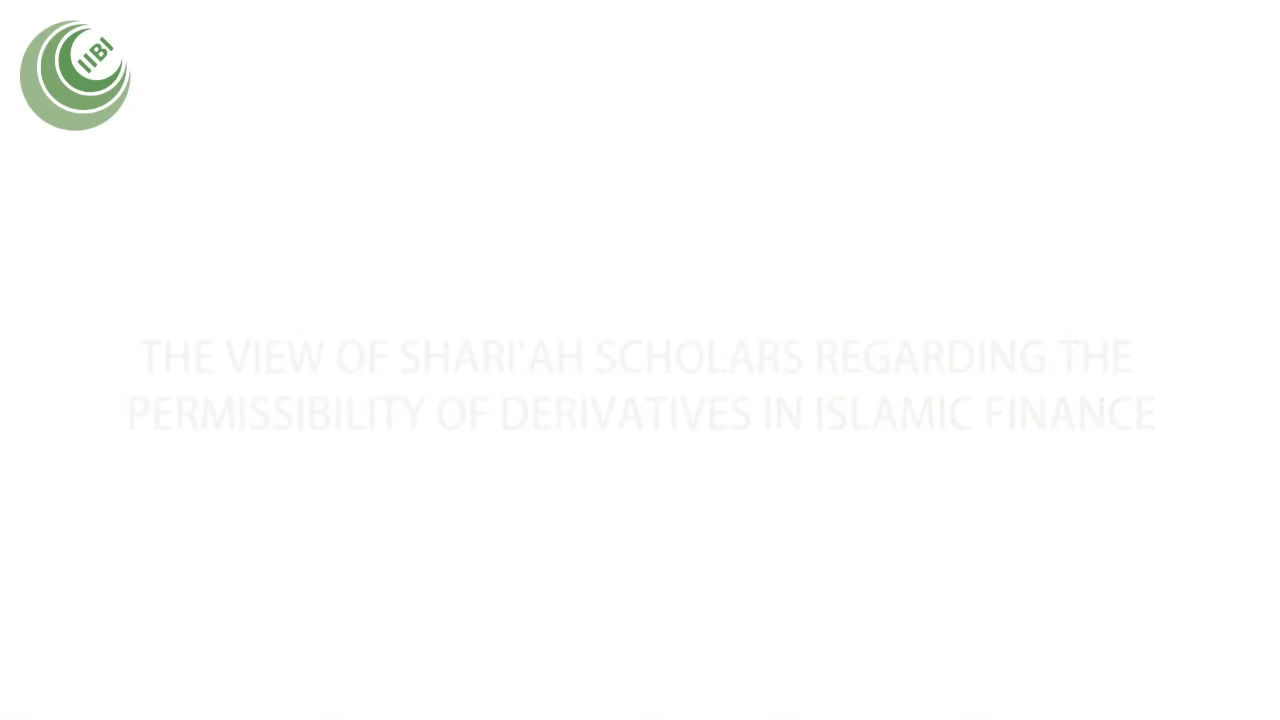 IIBI
THE VIEW OF SHARI'AH SCHOLARS REGARDING THE
PERMISSIBILITY OF DERIVATIVES IN ISLAMIC FINANCE